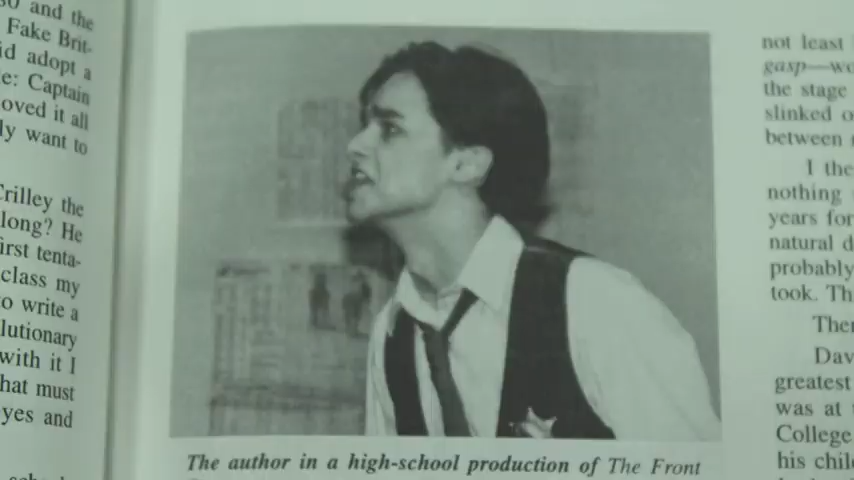 30 and the
Fake Brit-
id adopt a
e: Captain
oved it all
ly want to
Crilley the
long? He
irst tenta-
class my
o write a
lutionary
with it I
hat must
yes and
The author in a high-school production of The Front
not least
gasp—wo
the stage
slinked o
between
I the
nothing
years for
natural d
probably
took. Th
Ther
Dav
greatest
was at
College
his chil